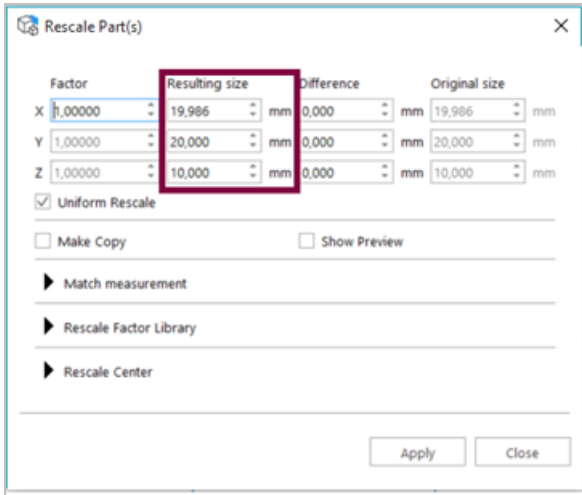 Rescale Part(s)
Factor Resulting size Difference Original size
X 1,00000 19,986 mm 0,000 mm 19,986 mm
Y 1,00000 20,000 mm 0,000 mm 20,000 mm
Z 1,00000 10,000 mm 0,000 mm 10,000 mm
Uniform Rescale
Make Copy Show Preview
Match measurement
Rescale Factor Library
Rescale Center
Apply Close